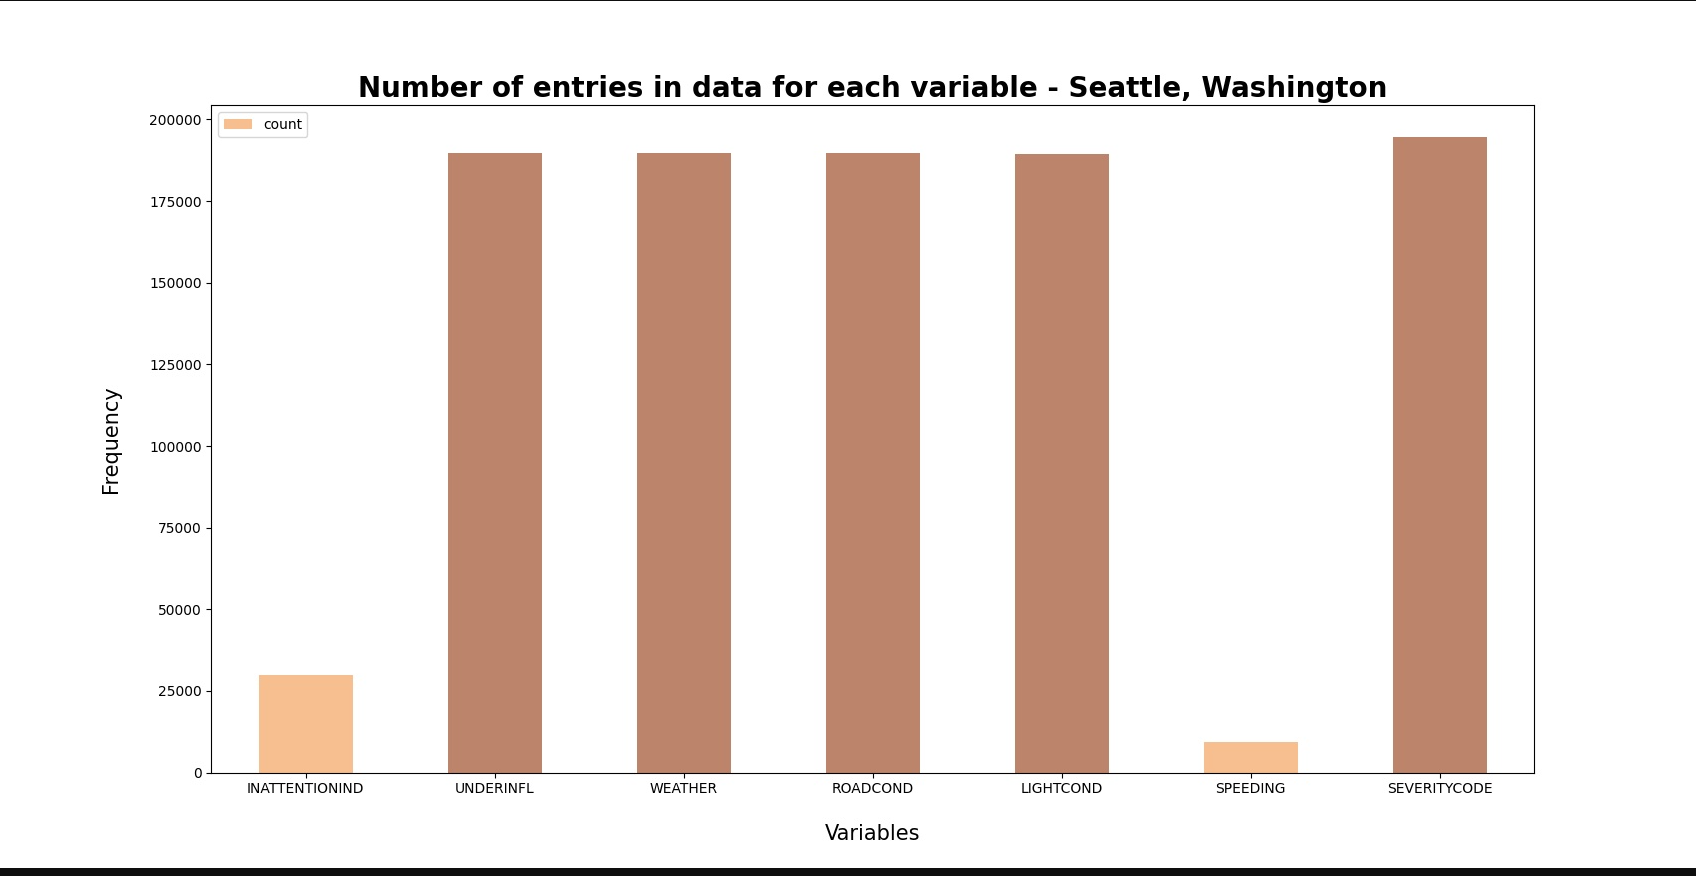 Number of entries in data for each variable - Seattle, Washington
count
200000
175000
150000
125000
100000
75000
50000
25000
0
Frequency
INATTENTIONIND UNDERINFL WEATHER ROADCOND LIGHTCOND SPEEDING SEVERITYCODE
Variables